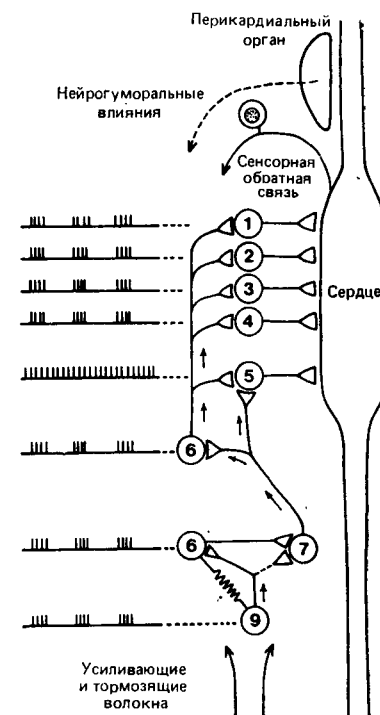 Перикардиальный
орган
Нейрогуморальные
влияния
Сенсорная
обратная
связь
1
2
3
Сердце
4
5
6
6
7
9
Усиливающие
и тормозящие
волокна